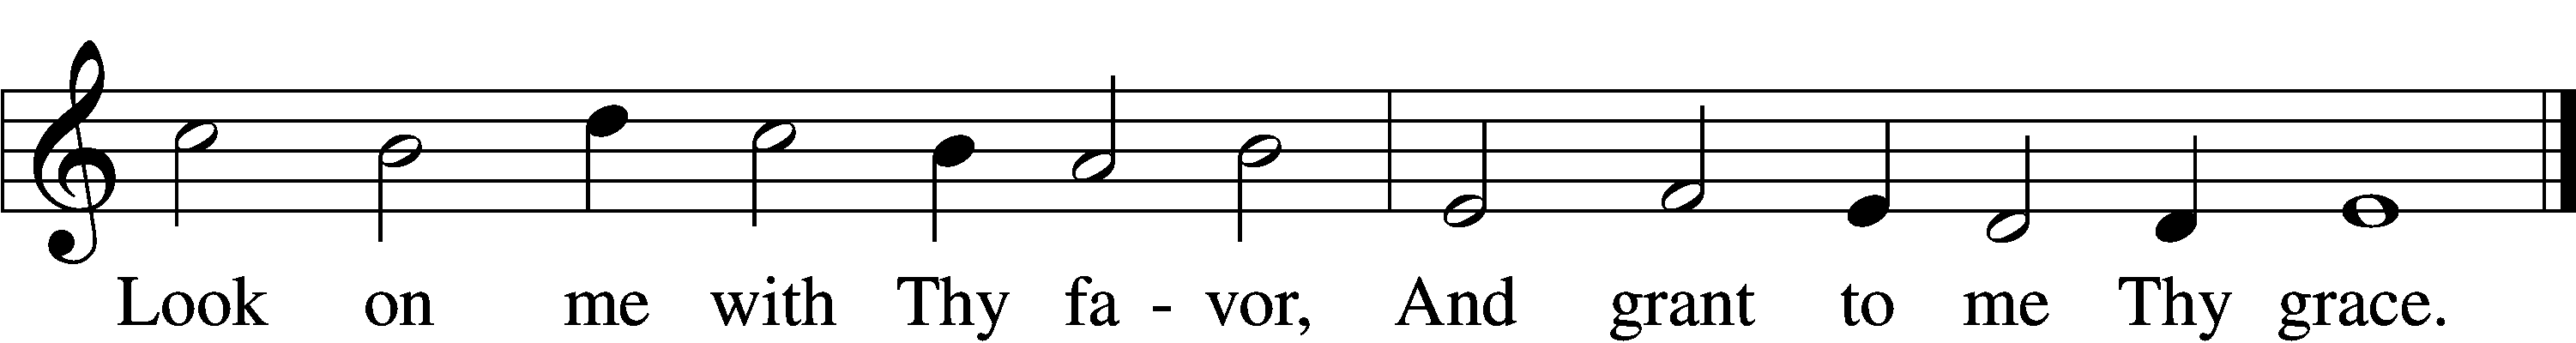 Look on me with Thy fa - vor, And grant to me Thy grace.